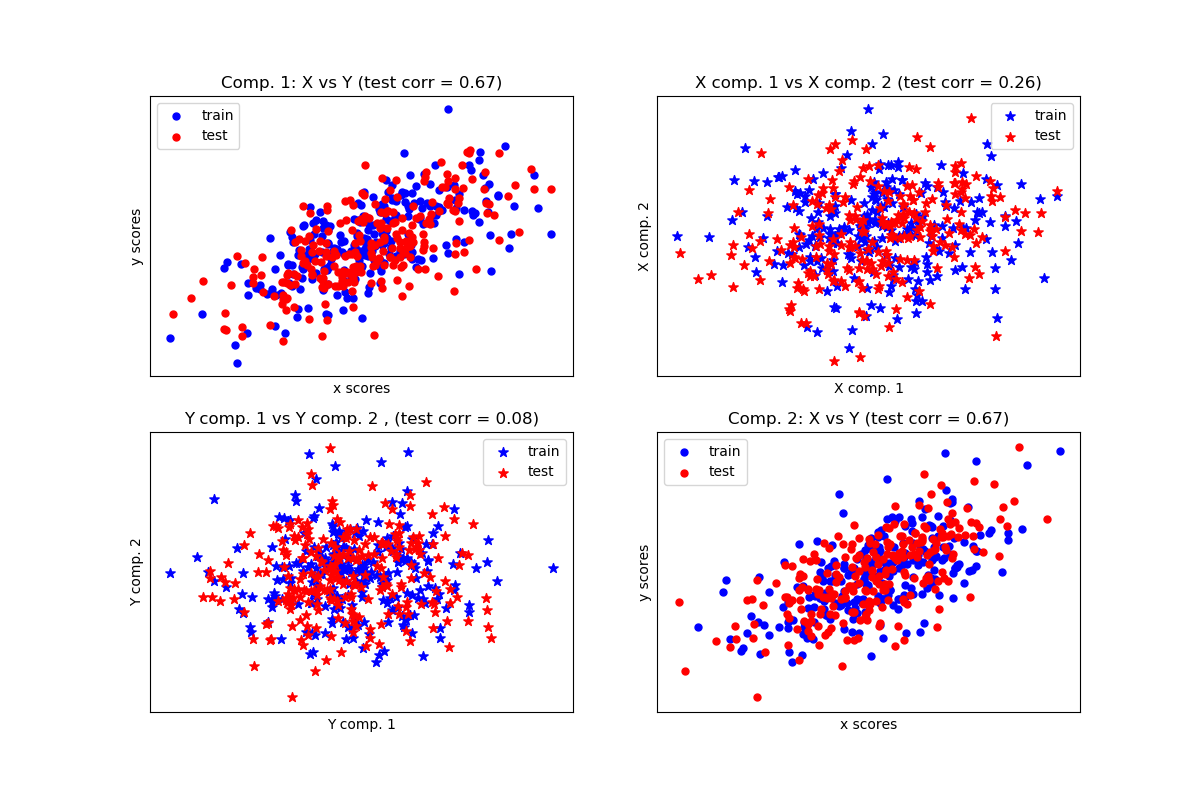 Comp. 1: X vs Y (test corr = 0.67)
train
test
y scores
x scores
X comp. 1 vs X comp. 2 (test corr = 0.26)
train
test
X comp. 2
X comp. 1
Y comp. 1 vs Y comp. 2 , (test corr = 0.08)
train
test
Y comp. 2
Y comp. 1
Comp. 2: X vs Y (test corr = 0.67)
train
test
y scores
x scores